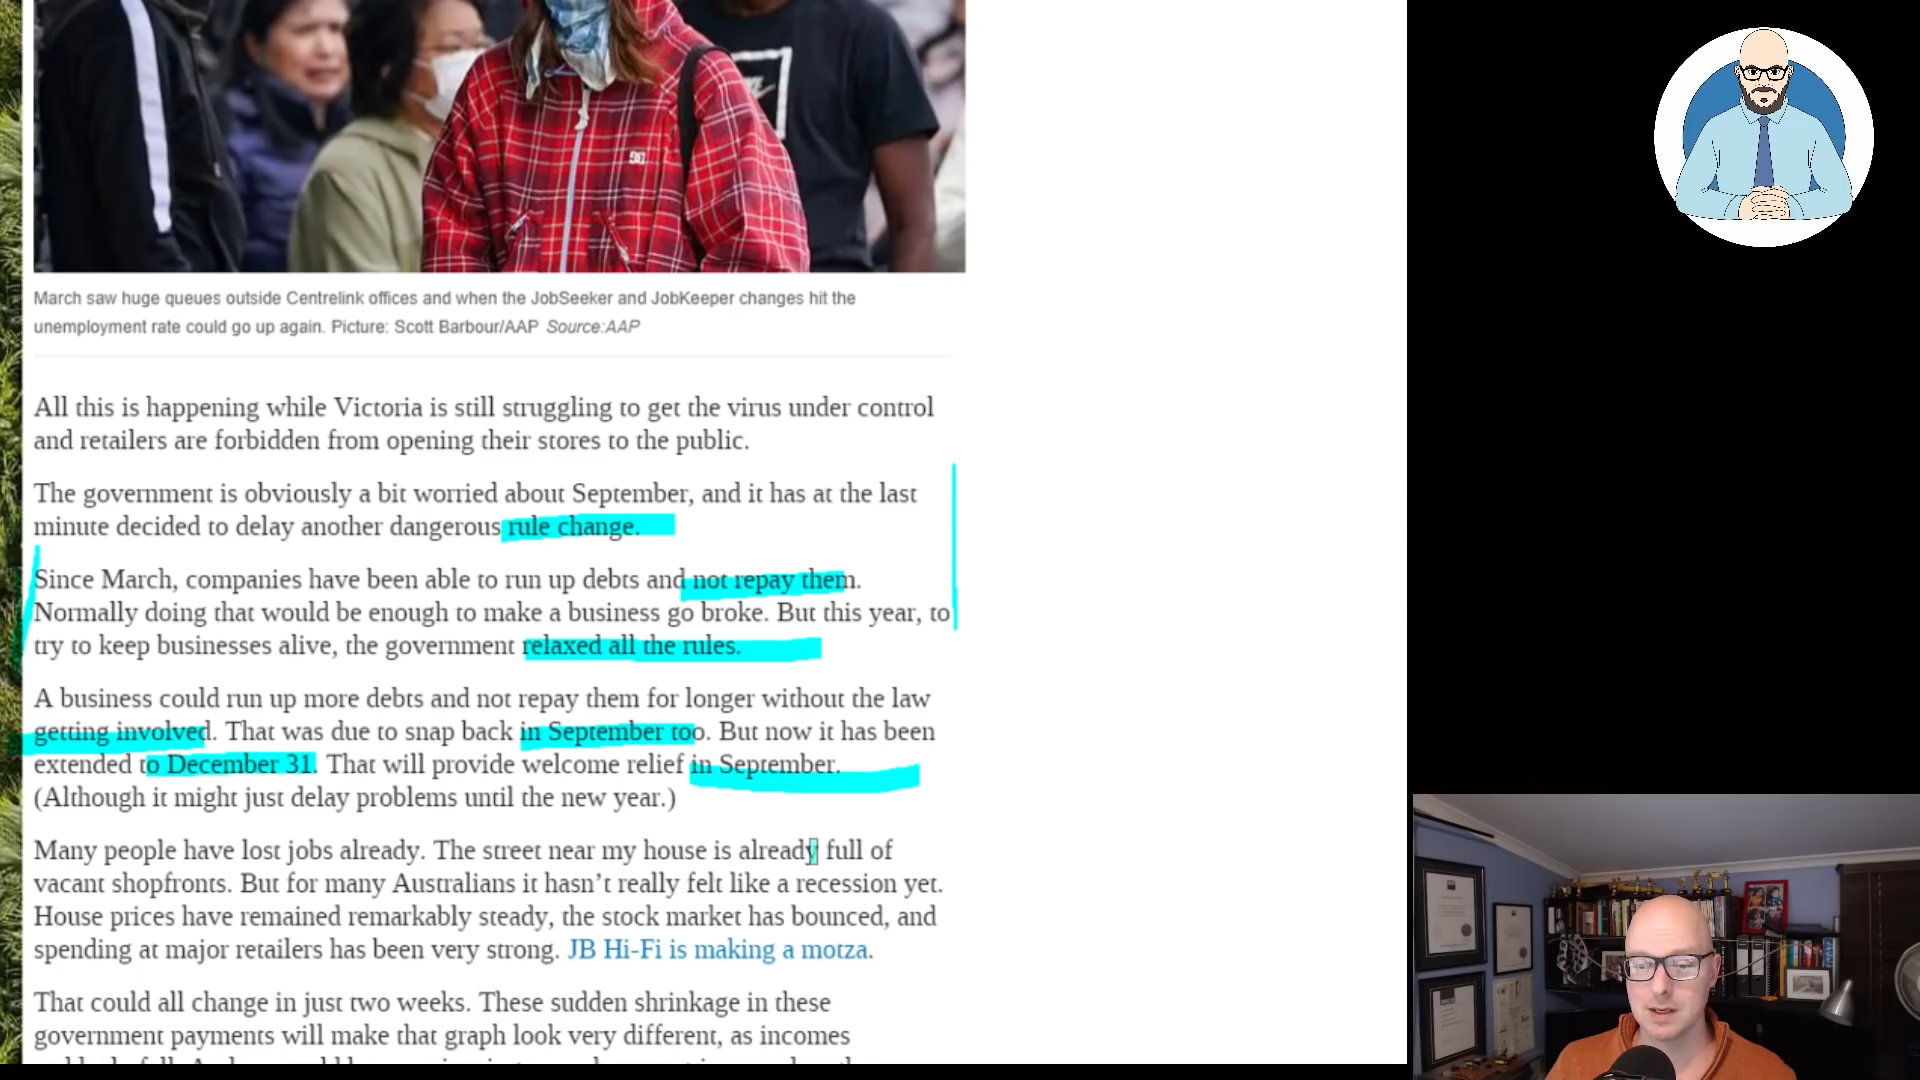 March saw huge queues outside Centrelink offices and when the JobSeeker and JobKeeper changes hit the
unemployment rate could go up again. Picture: Scott Barbour/AAP Source:AAP
All this is happening while Victoria is still struggling to get the virus under control
and retailers are forbidden from opening their stores to the public.
The government is obviously a bit worried about September, and it has at the last
minute decided to delay another dangerous rule change.
Since March, companies have been able to run up debts and not repay them.
Normally doing that would be enough to make a business go broke. But this year, to
try to keep businesses alive, the government relaxed all the rules.
A business could run up more debts and not repay them for longer without the law
getting involved. That was due to snap back in September too. But now it has been
extended to December 31. That will provide welcome relief in September.
(Although it might just delay problems until the new year.)
Many people have lost jobs already. The street near my house is already full of
vacant shopfronts. But for many Australians it hasn't really felt like a recession yet.
House prices have remained remarkably steady, the stock market has bounced, and
spending at major retailers has been very strong. JB Hi-Fi is making a motza.
That could all change in just two weeks. These sudden shrinkage in these
government payments will make that graph look very different, as incomes